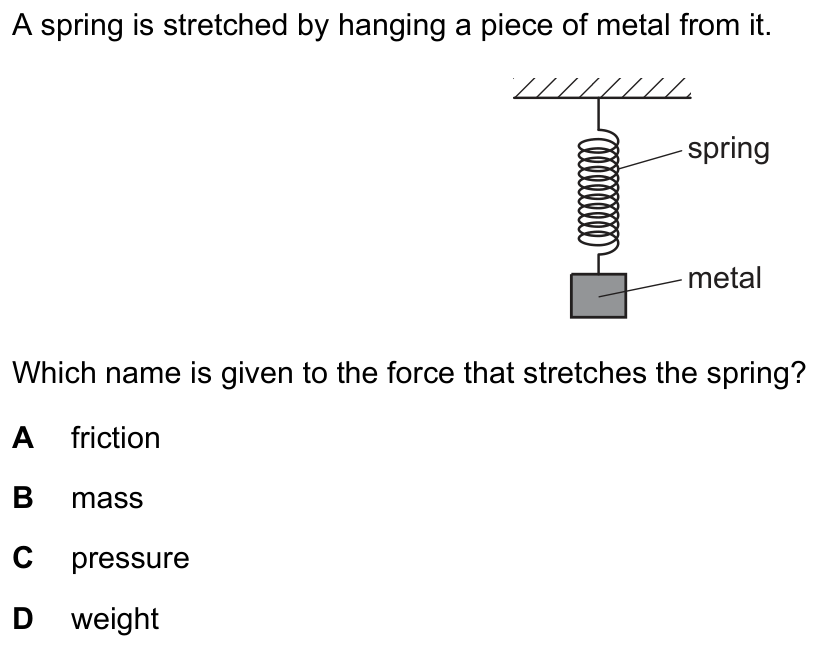 A spring is stretched by hanging a piece of metal from it.
spring
metal
Which name is given to the force that stretches the spring?
A friction
B mass
C pressure
D weight